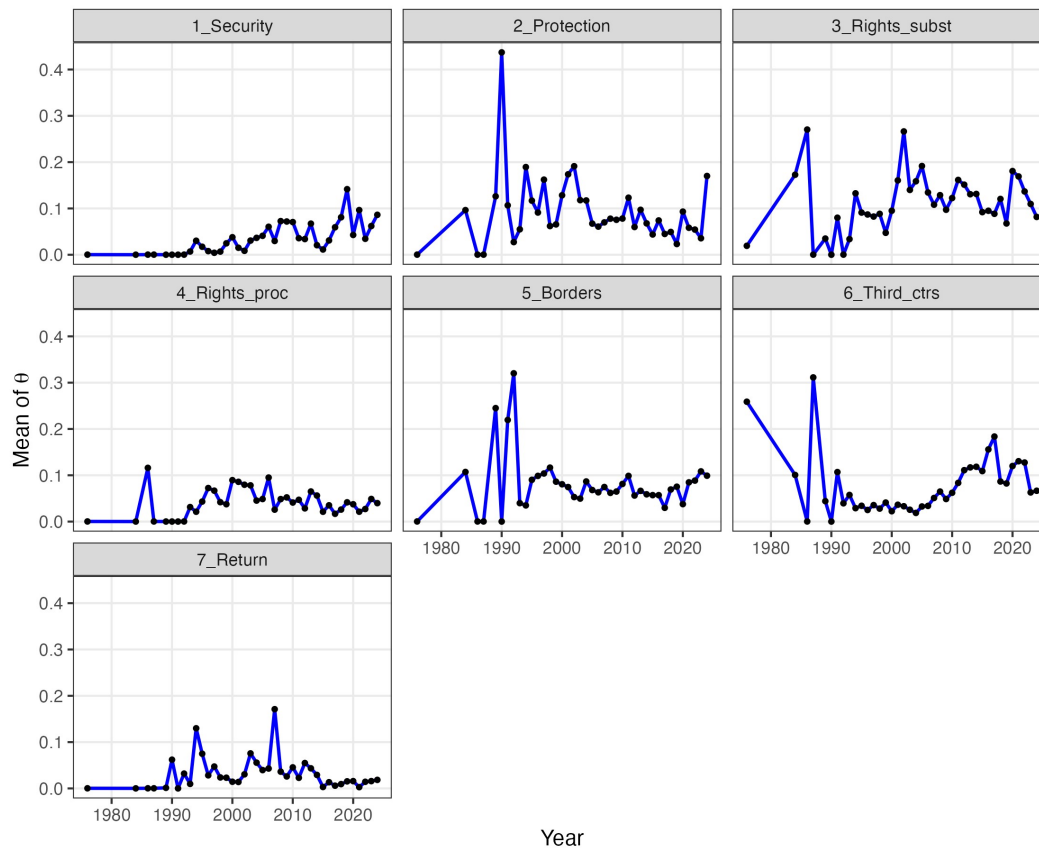 1_Security 2_Protection 3_Rights_subst
0.4
0.3
0.2
0.1
0.0
4_Rights_proc 5_Borders 6_Third_ctrs
0.4
0.3
0.2
0.1
0.0
Mean of θ
1980 1990 2000 2010 2020 1980 1990 2000 2010 2020
7_Return
0.4
0.3
0.2
0.1
0.0
1980 1990 2000 2010 2020
Year